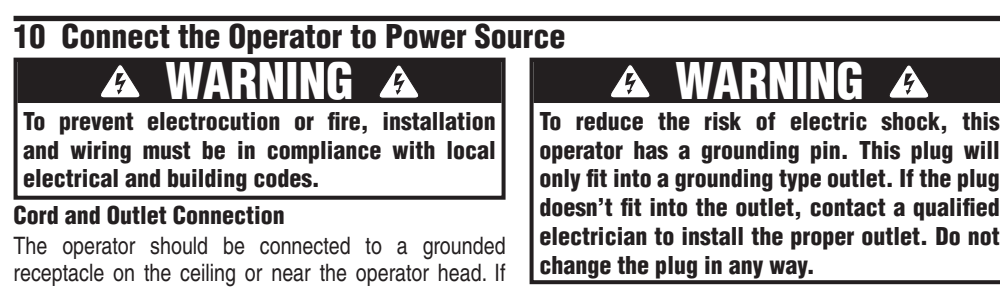 10 Connect the Operator to Power Source
WARNING
To prevent electrocution or fire, installation
and wiring must be in compliance with local
electrical and building codes.
Cord and Outlet Connection
The operator should be connected to a grounded
receptacle on the ceiling or near the operator head. If
WARNING
To reduce the risk of electric shock, this
operator has a grounding pin. This plug will
only fit into a grounding type outlet. If the plug
doesn't fit into the outlet, contact a qualified
electrician to install the proper outlet. Do not
change the plug in any way.